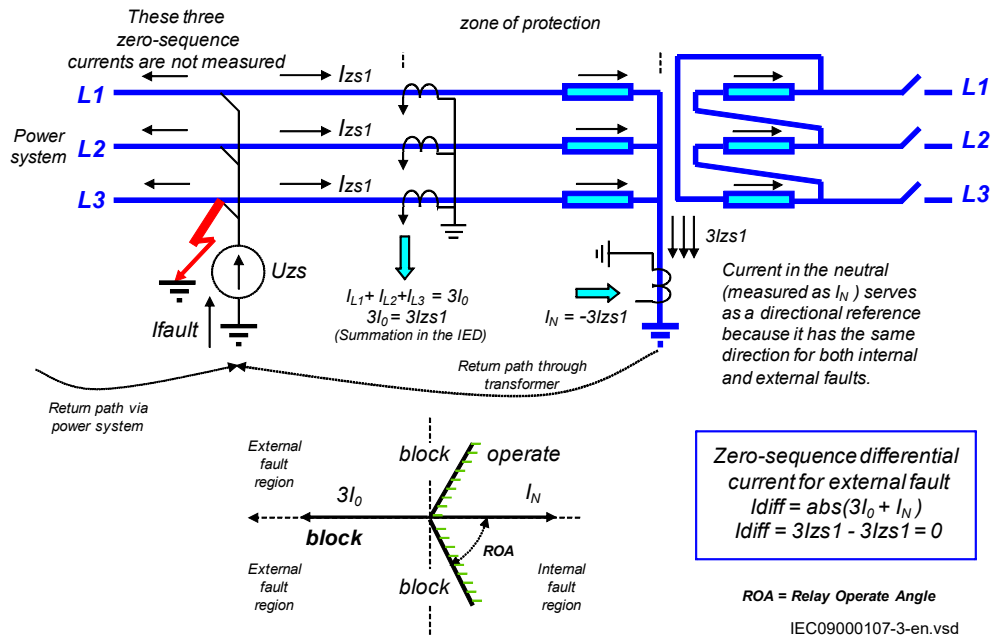 These three
zero-sequence
currents are not measured
zone of protection
Izs1
L1
L1
Power
system
Izs1
L2
L2
Izs1
L3
L3
3Izs1
Uzs
Ifault
IL1+ IL2+IL3 = 3I0
3I0 = 3Izs1
(Summation in the IED)
IN = -3Izs1
Current in the neutral
(measured as IN ) serves
as a directional reference
because it has the same
direction for both internal
and external faults.
Return path through
transformer
Return path via
power system
External
fault
region
block
operate
3I0
IN
block
ROA
External
fault
region
block
Internal
fault
region
Zero-sequence differential
current for external fault
Idiff = abs(3I0 + IN )
Idiff = 3Izs1 - 3Izs1 = 0
ROA = Relay Operate Angle
IEC09000107-3-en.vsd